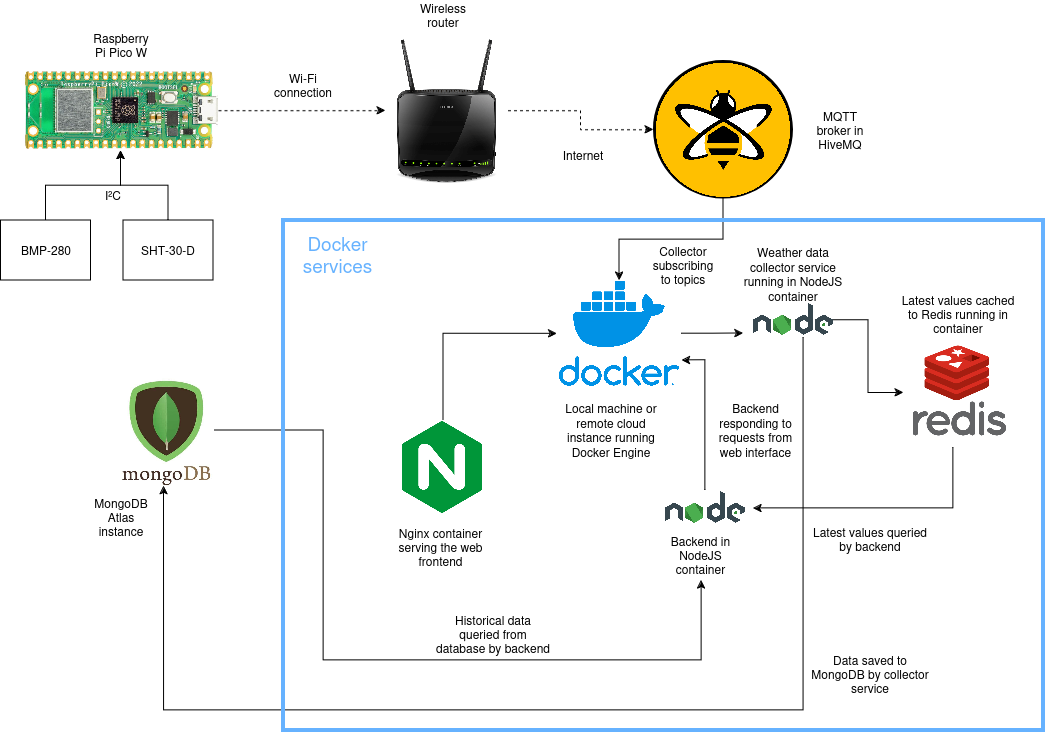 Wireless
router
Raspberry
Pi Pico W
Wi-Fi
connection
RaspberryPi PicoW ©2022
BOOTSEL
MQTT
broker in
HiveMQ
Internet
I²C
BMP-280
SHT-30-D
Docker
services
Collector
subscribing
to topics
Weather data
collector service
running in NodeJS
container
node
Latest values cached
to Redis running in
container
redis
docker
Local machine or
remote cloud
instance running
Docker Engine
Backend
responding to
requests from
web interface
mongoDB
MongoDB
Atlas
instance
N
Nginx container
serving the web
frontend
node
Backend in
NodeJS
container
Latest values queried
by backend
Historical data
queried from
database by backend
Data saved to
MongoDB by collector
service